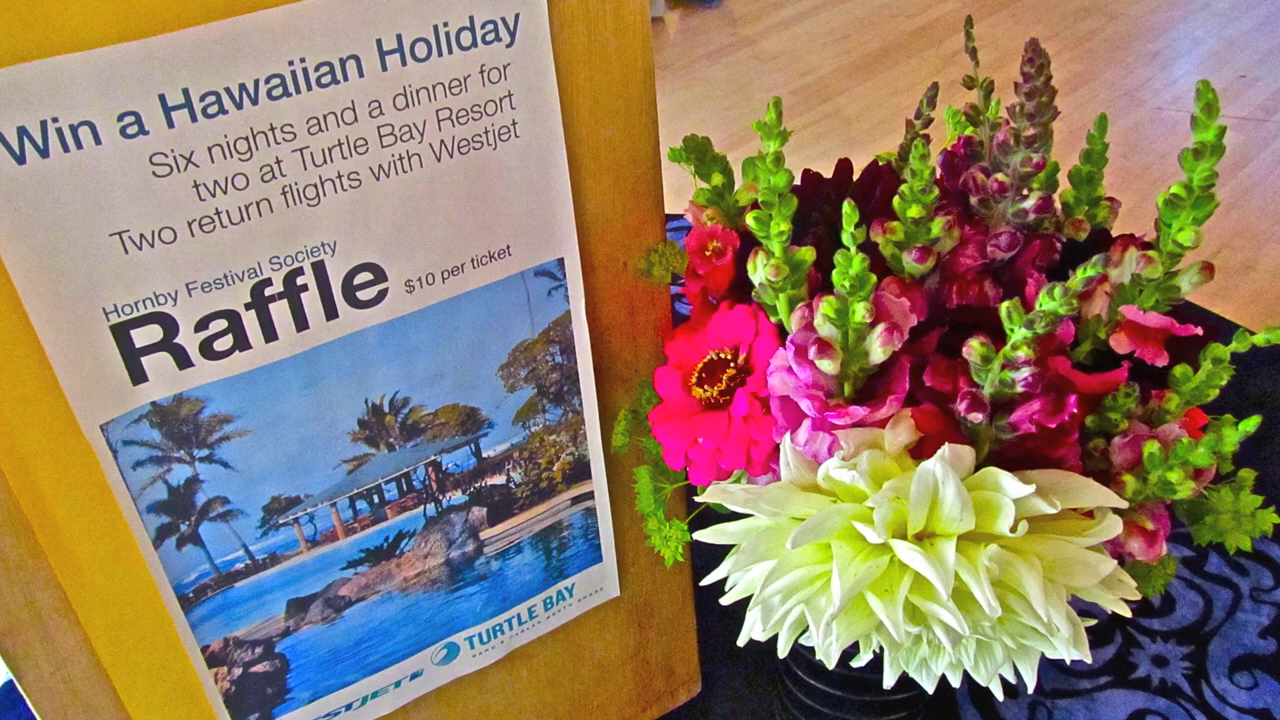 Win a Hawaiian Holiday
Six nights and a dinner for
two at Turtle Bay Resort
Two return flights with Westjet
Hornby Festival Society
Raffle $10 per ticket
TURTLE BAY